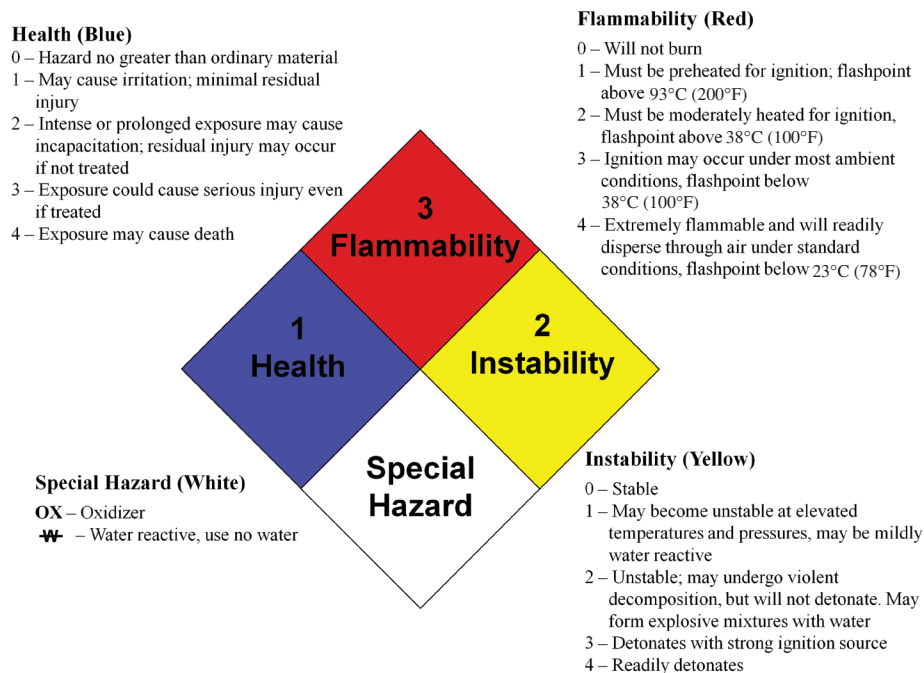 Health (Blue)
0 – Hazard no greater than ordinary material
1 – May cause irritation; minimal residual
injury
2 – Intense or prolonged exposure may cause
incapacitation; residual injury may occur
if not treated
3 – Exposure could cause serious injury even
if treated
4 – Exposure may cause death
Flammability (Red)
0 – Will not burn
1 – Must be preheated for ignition; flashpoint
above 93°C (200°F)
2 – Must be moderately heated for ignition,
flashpoint above 38°C (100°F)
3 – Ignition may occur under most ambient
conditions, flashpoint below
38°C (100°F)
4 – Extremely flammable and will readily
disperse through air under standard
conditions, flashpoint below 23°C (78°F)
3
Flammability
1
Health
2
Instability
Special
Hazard
Special Hazard (White)
OX – Oxidizer
W – Water reactive, use no water
Instability (Yellow)
0 – Stable
1 – May become unstable at elevated
temperatures and pressures, may be mildly
water reactive
2 – Unstable; may undergo violent
decomposition, but will not detonate. May
form explosive mixtures with water
3 – Detonates with strong ignition source
4 – Readily detonates